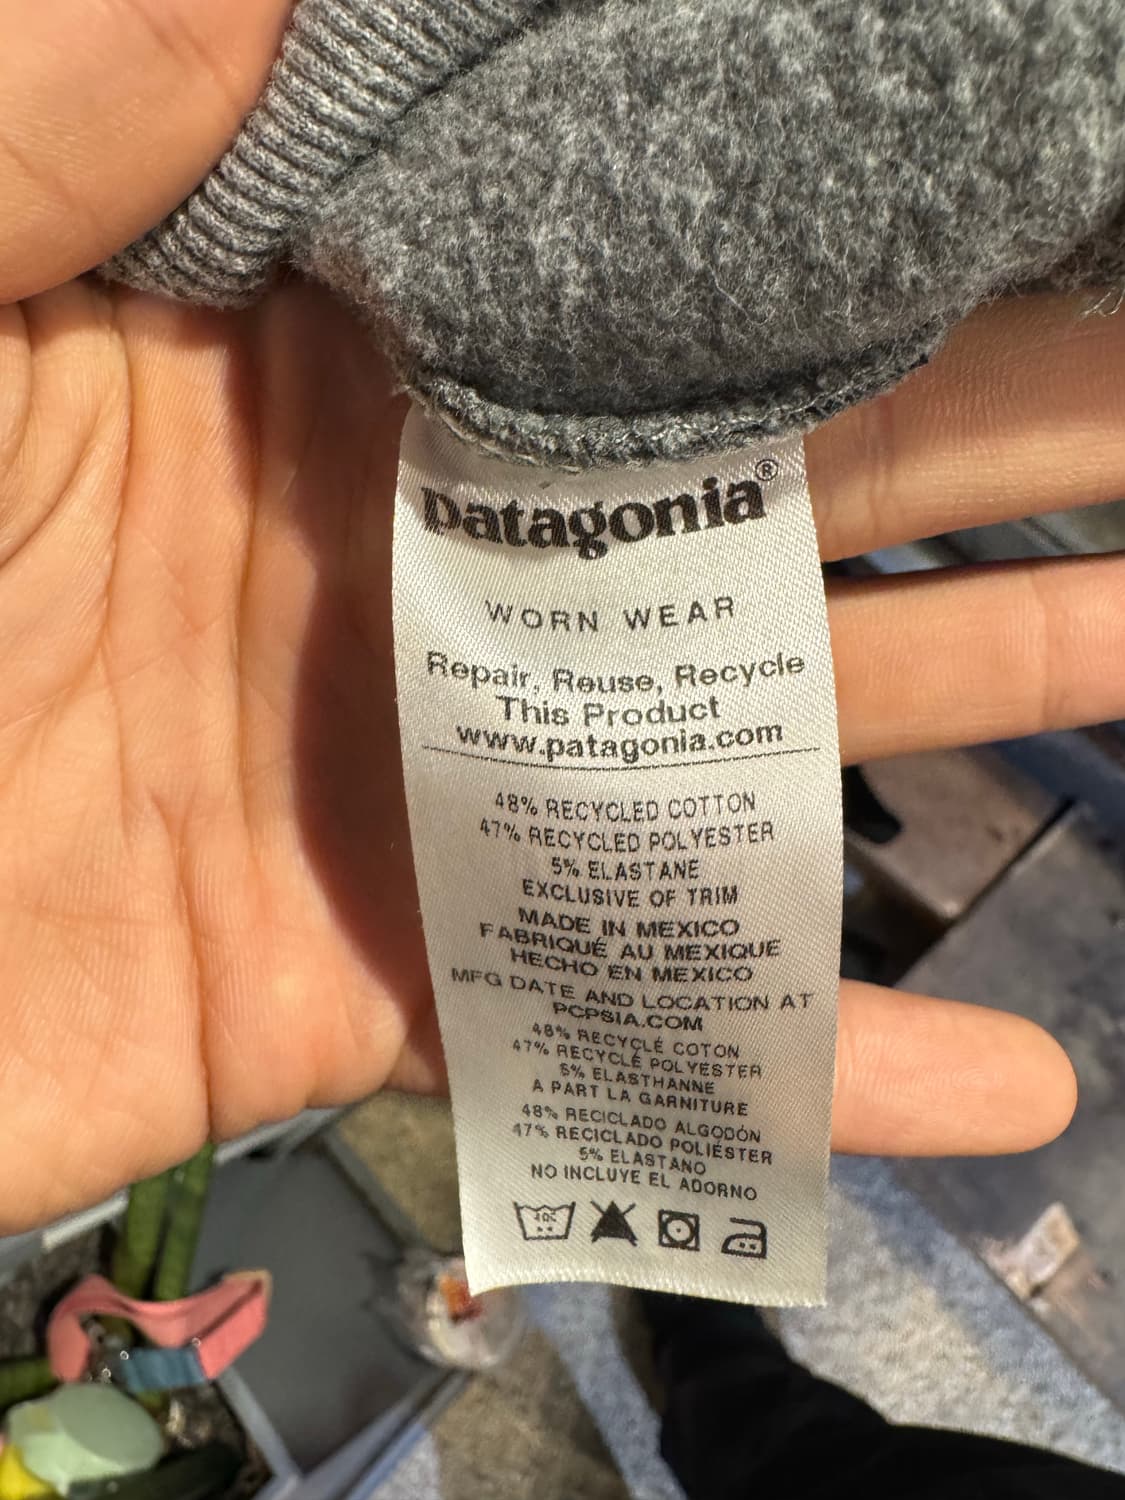 patagonia®
WORN WEAR
Repair, Reuse, Recycle
This Product
www.patagonia.com
48% RECYCLED COTTON
47% RECYCLED POLYESTER
5% ELASTANE
EXCLUSIVE OF TRIM
MADE IN MEXICO
FABRIQUÉ AU MEXIQUE
HECHO EN MEXICO
MFG DATE AND LOCATION AT
PCPSIA.COM
48% RECYCLÉ COTON
47% RECYCLÉ POLYESTER
5% ELASTHANNE
A PART LA GARNITURE
48% RECICLADO ALGODÓN
47% RECICLADO POLIÉSTER
5% ELASTANO
NO INCLUYE EL ADORNO
40C